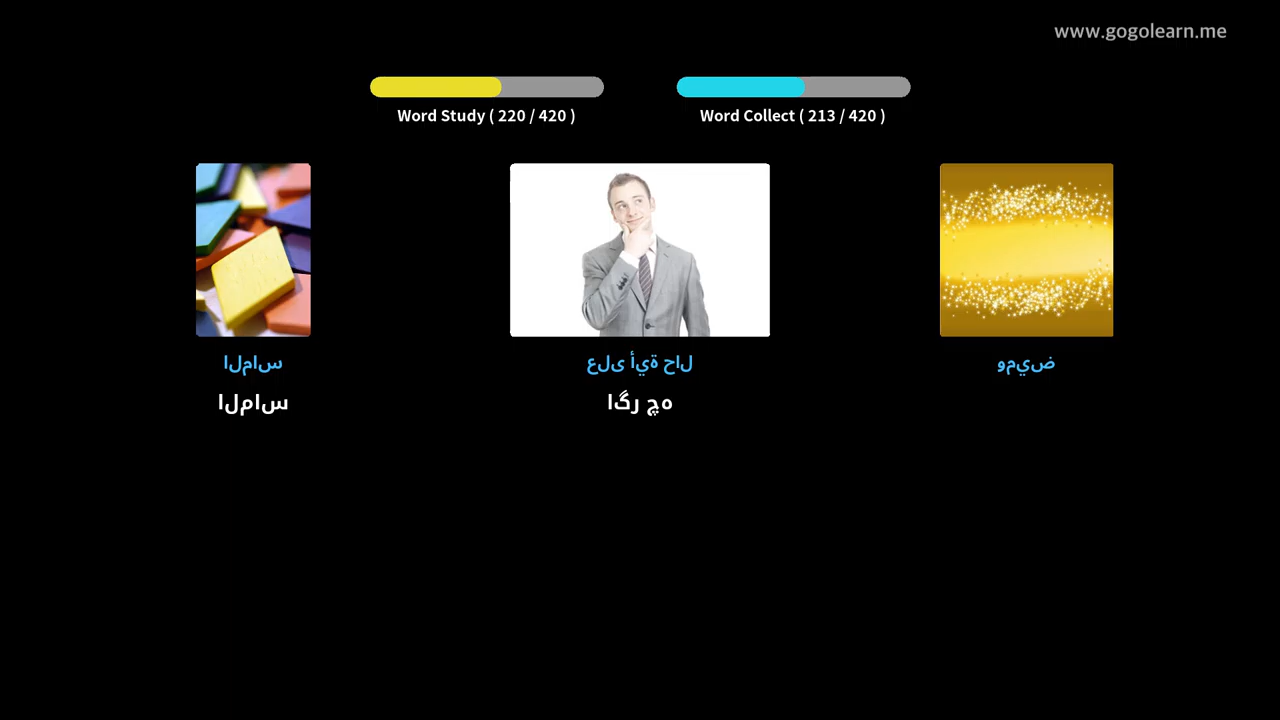 www.gogolearn.me
Word Study ( 220 / 420 )
Word Collect ( 213 / 420 )
الماس
على أية حال
وميض
الماس
اگر چه